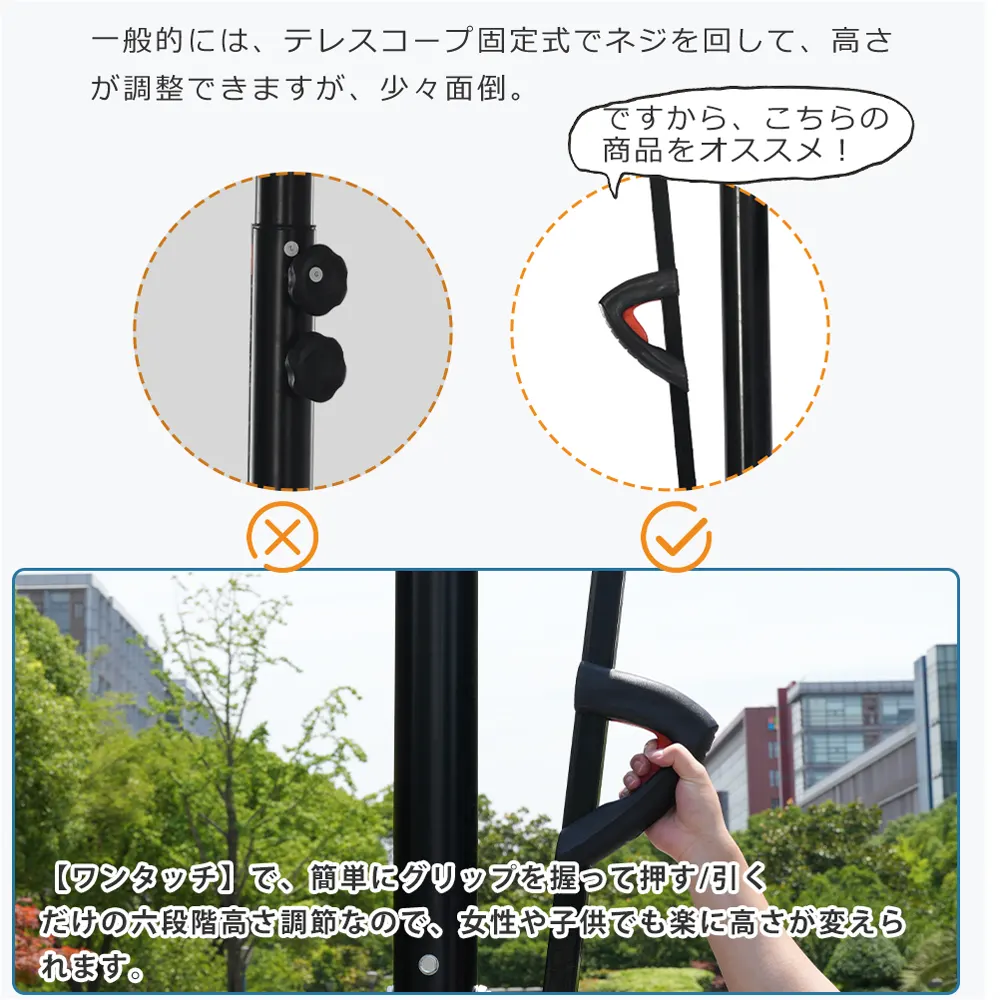 一般的には、テレスコープ固定式でネジを回して、高さ
が調整できますが、少々面倒。
ですから、こちらの
商品をオススメ！
【ワンタッチ】で、簡単にグリップを握って押す/引く
だけの六段階高さ調節なので、女性や子供でも楽に高さが変えら
れます。